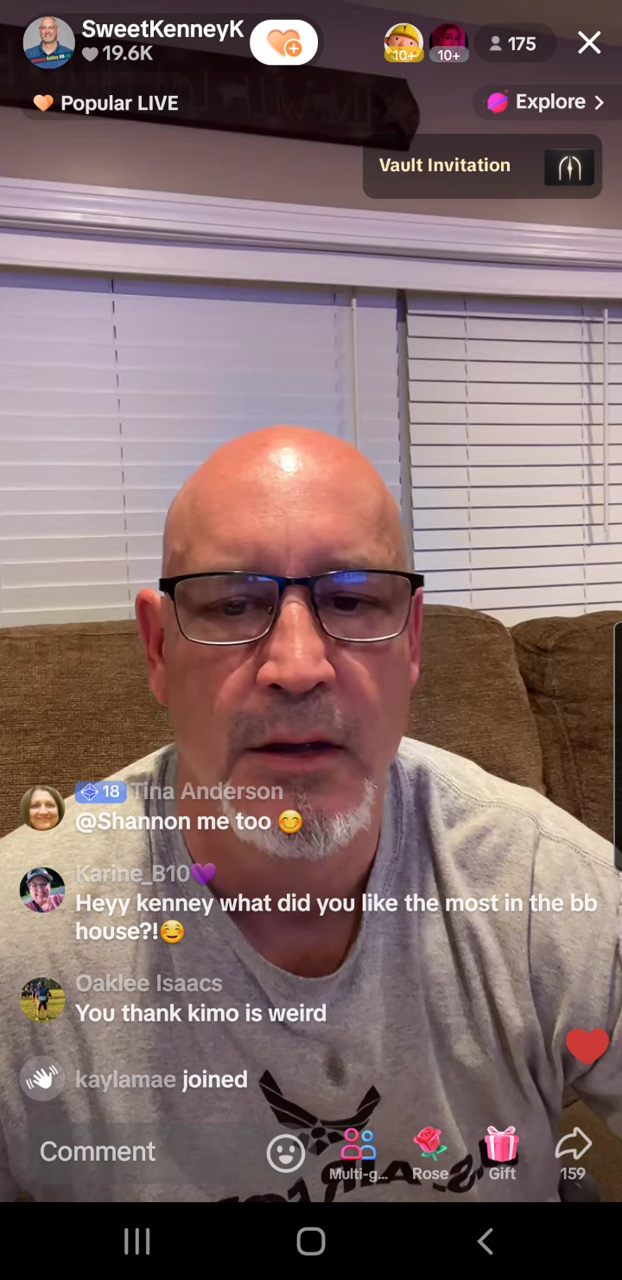 SweetKenneyK
19.6K
10+
10+
175
Popular LIVE
Explore
Vault Invitation
18 Tina Anderson
@Shannon me too 😊
Karine_B10💜
Heyy kenney what did you like the most in the bb
house?!😊
Oaklee Isaacs
You thank kimo is weird
kaylamae joined
Comment
Multi-g...
Rose
Gift
159